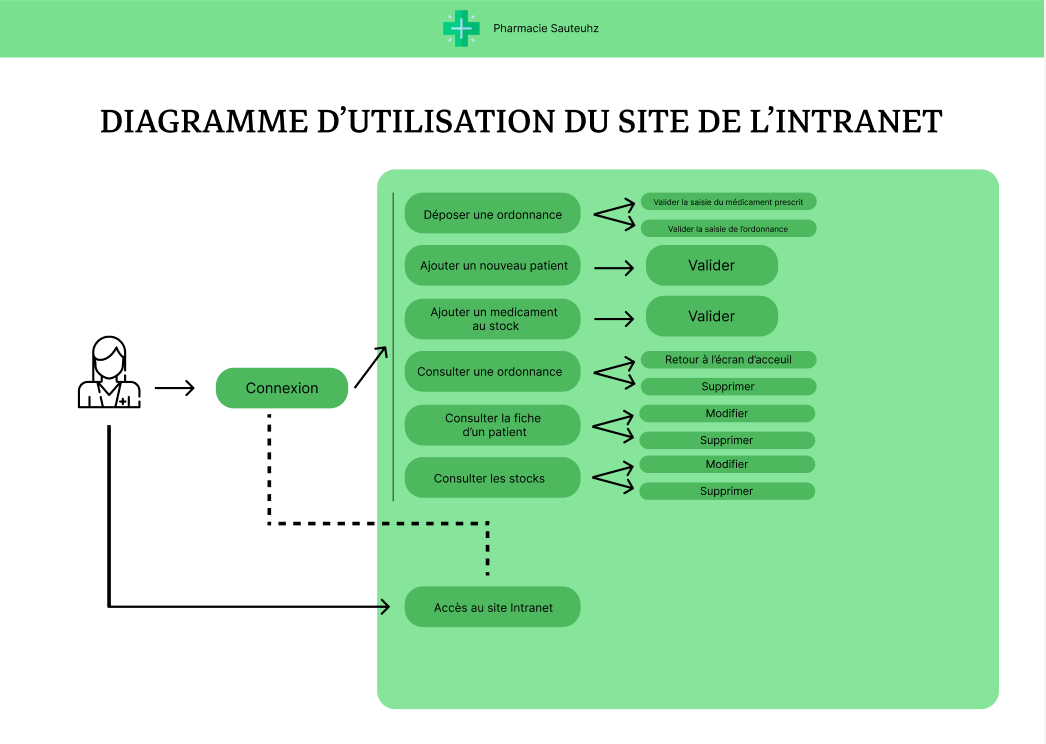 Pharmacie Sauteuhz
DIAGRAMME D’UTILISATION DU SITE DE L’INTRANET
Déposer une ordonnance
Valider la saisie du médicament prescrit
Valider la saisie de l’ordonnance
Ajouter un nouveau patient
Valider
Ajouter un medicament
au stock
Valider
Connexion
Consulter une ordonnance
Retour à l’écran d’acceuil
Supprimer
Consulter la fiche
d’un patient
Modifier
Supprimer
Consulter les stocks
Modifier
Supprimer
Accès au site Intranet